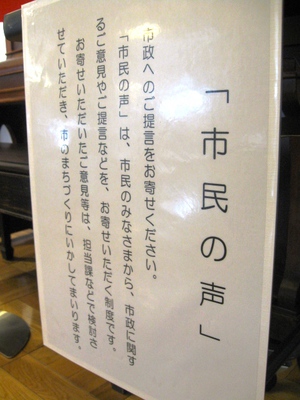 「市民の声」
市政へのご提言をお寄せください。
「市民の声」は、市民のみなさまから、市政に関す
るご意見やご提言などを、お寄せいただく制度です。
お寄せいただいたご意見等は、担当課などで検討さ
せていただき、市のまちづくりにいかしてまいります。